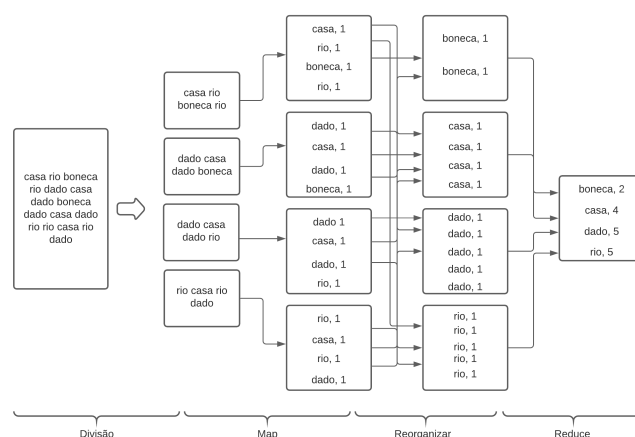 casa rio boneca
rio dado casa
dado boneca
dado casa dado
rio rio casa rio
dado
casa rio
boneca rio
dado casa
dado boneca
dado casa
dado rio
rio casa rio
dado
casa, 1
rio, 1
boneca, 1
rio, 1
dado, 1
casa, 1
dado, 1
boneca, 1
dado 1
casa, 1
dado, 1
rio, 1
rio, 1
casa, 1
rio, 1
dado, 1
boneca, 1
boneca, 1
casa, 1
casa, 1
casa, 1
casa, 1
dado, 1
dado, 1
dado, 1
dado, 1
dado, 1
rio, 1
rio, 1
rio, 1
rio, 1
rio, 1
boneca, 2
casa, 4
dado, 5
rio, 5
Divisão
Map
Reorganizar
Reduce